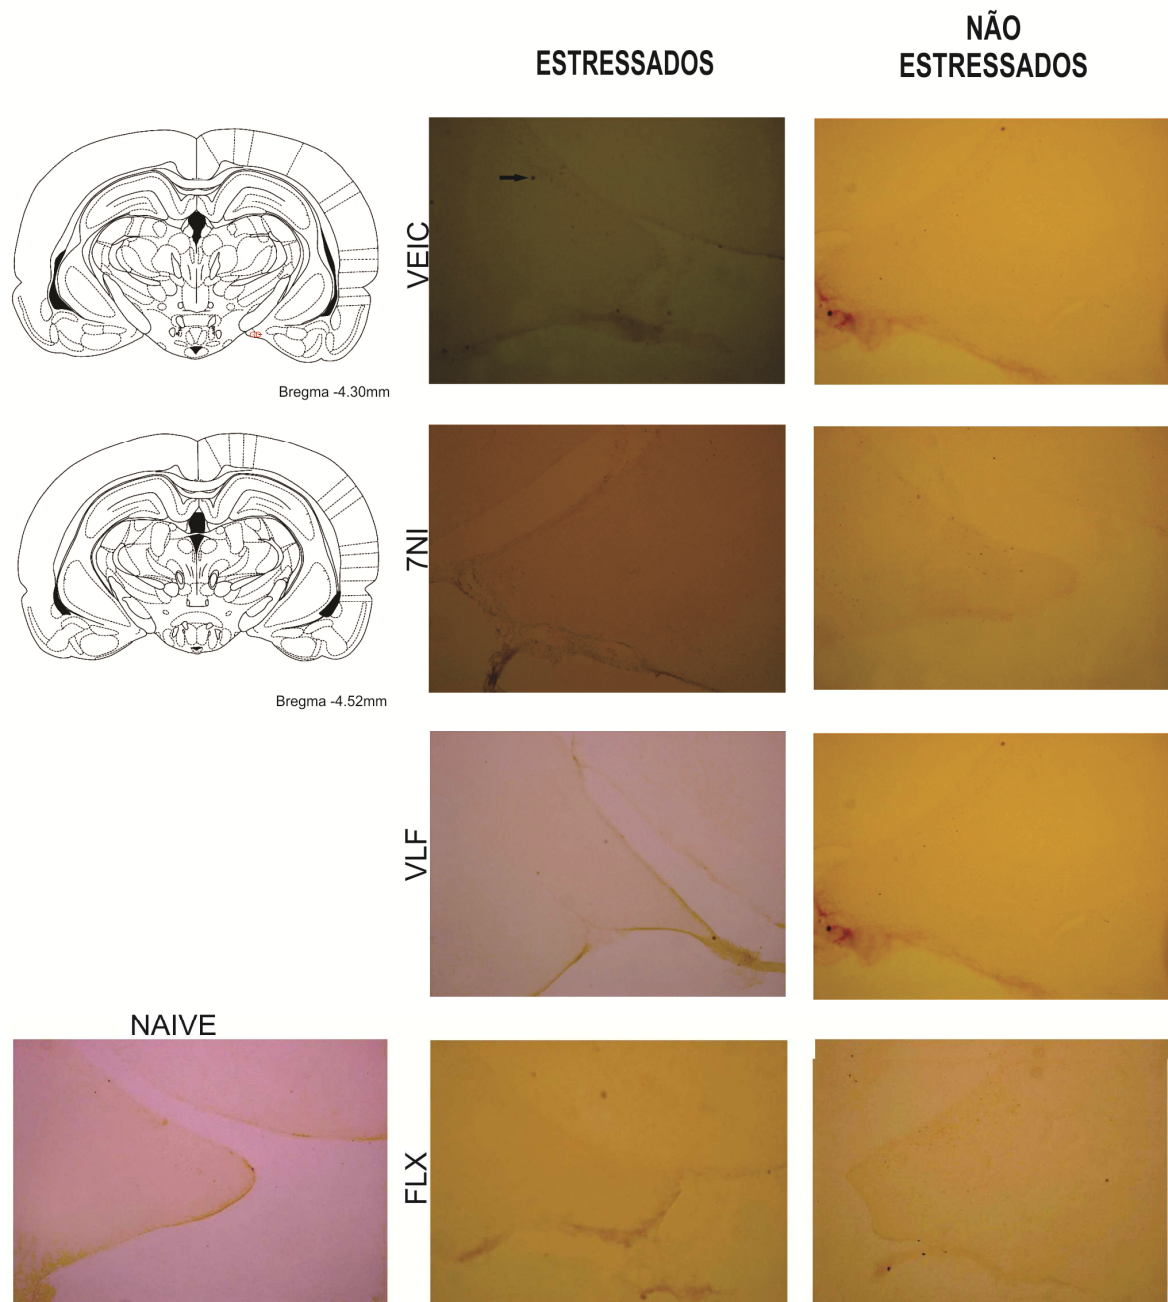 ESTRESSADOS
NÃO
ESTRESSADOS
VEIC
Bregma -4.30mm
7NI
Bregma -4.52mm
VLF
NAIVE
FLX